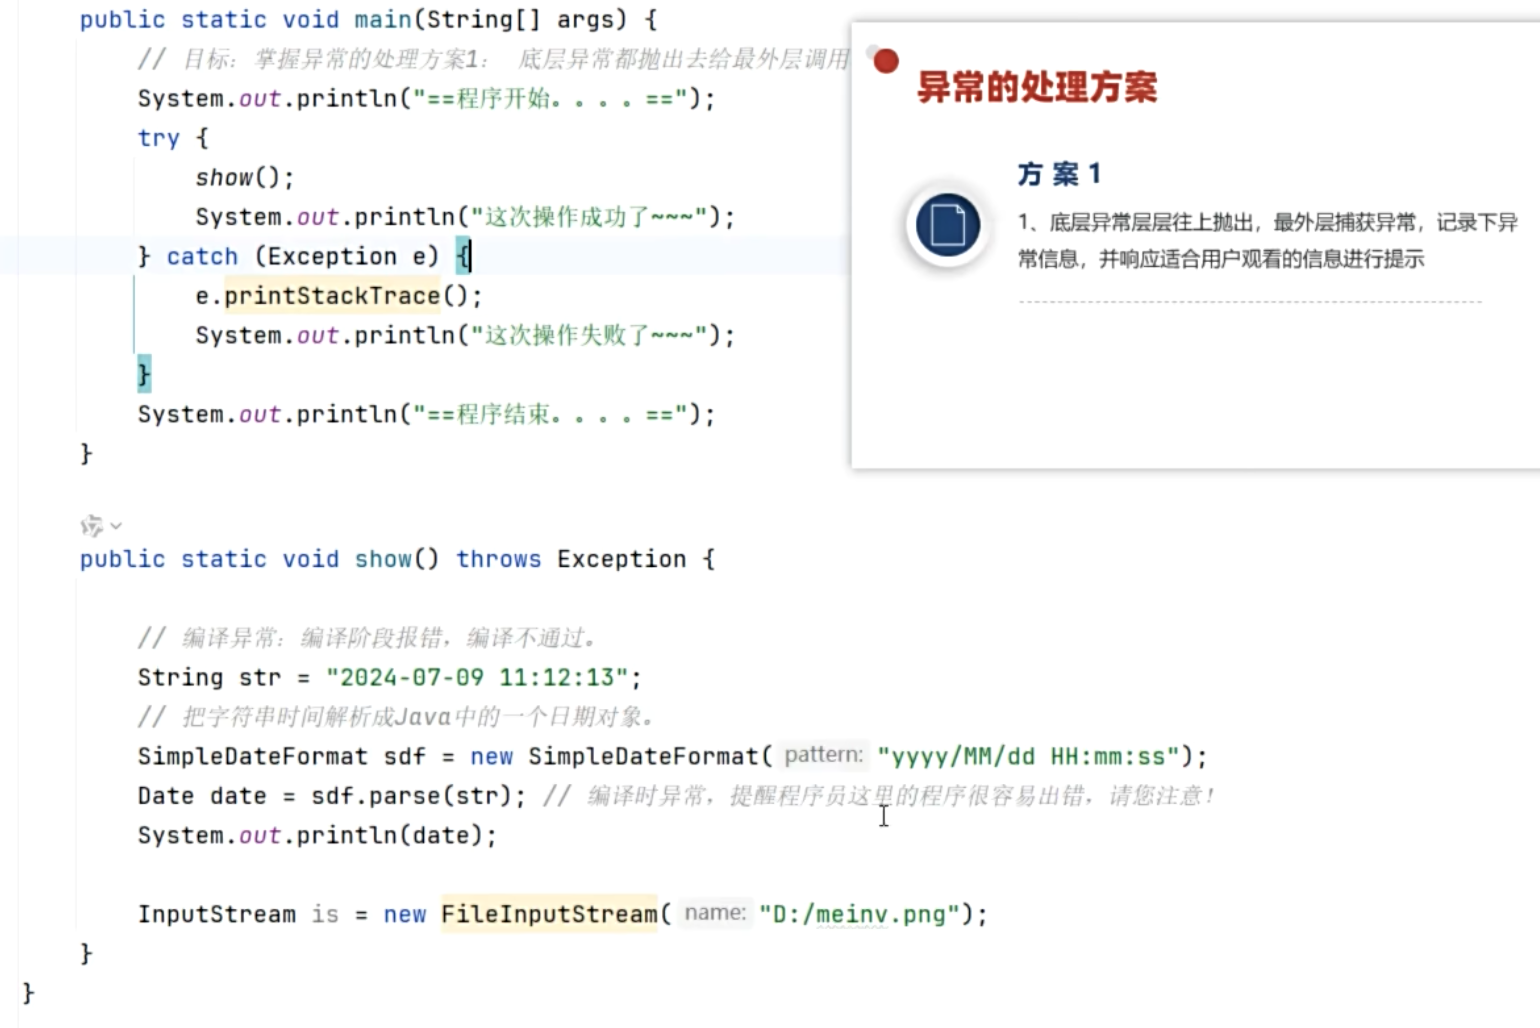 public static void main(String[] args) {
// 目标：掌握异常的处理方案1： 底层异常都抛出去给最外层调用
System.out.println("==程序开始。。。。==");
try {
show();
System.out.println("这次操作成功了~~~");
} catch (Exception e) {
e.printStackTrace();
System.out.println("这次操作失败了~~~");
}
System.out.println("==程序结束。。。。==");
}
异常的处理方案
方 案 1
1、底层异常层层往上抛出，最外层捕获异常，记录下异
常信息，并响应适合用户观看的信息进行提示
public static void show() throws Exception {
// 编译异常：编译阶段报错，编译不通过。
String str = "2024-07-09 11:12:13";
// 把字符串时间解析成Java中的一个日期对象。
SimpleDateFormat sdf = new SimpleDateFormat( pattern: "yyyy/MM/dd HH:mm:ss");
Date date = sdf.parse(str); // 编译时异常，提醒程序员这里的程序很容易出错，请您注意！
System.out.println(date);
InputStream is = new FileInputStream( name: "D:/meinv.png");
}
}